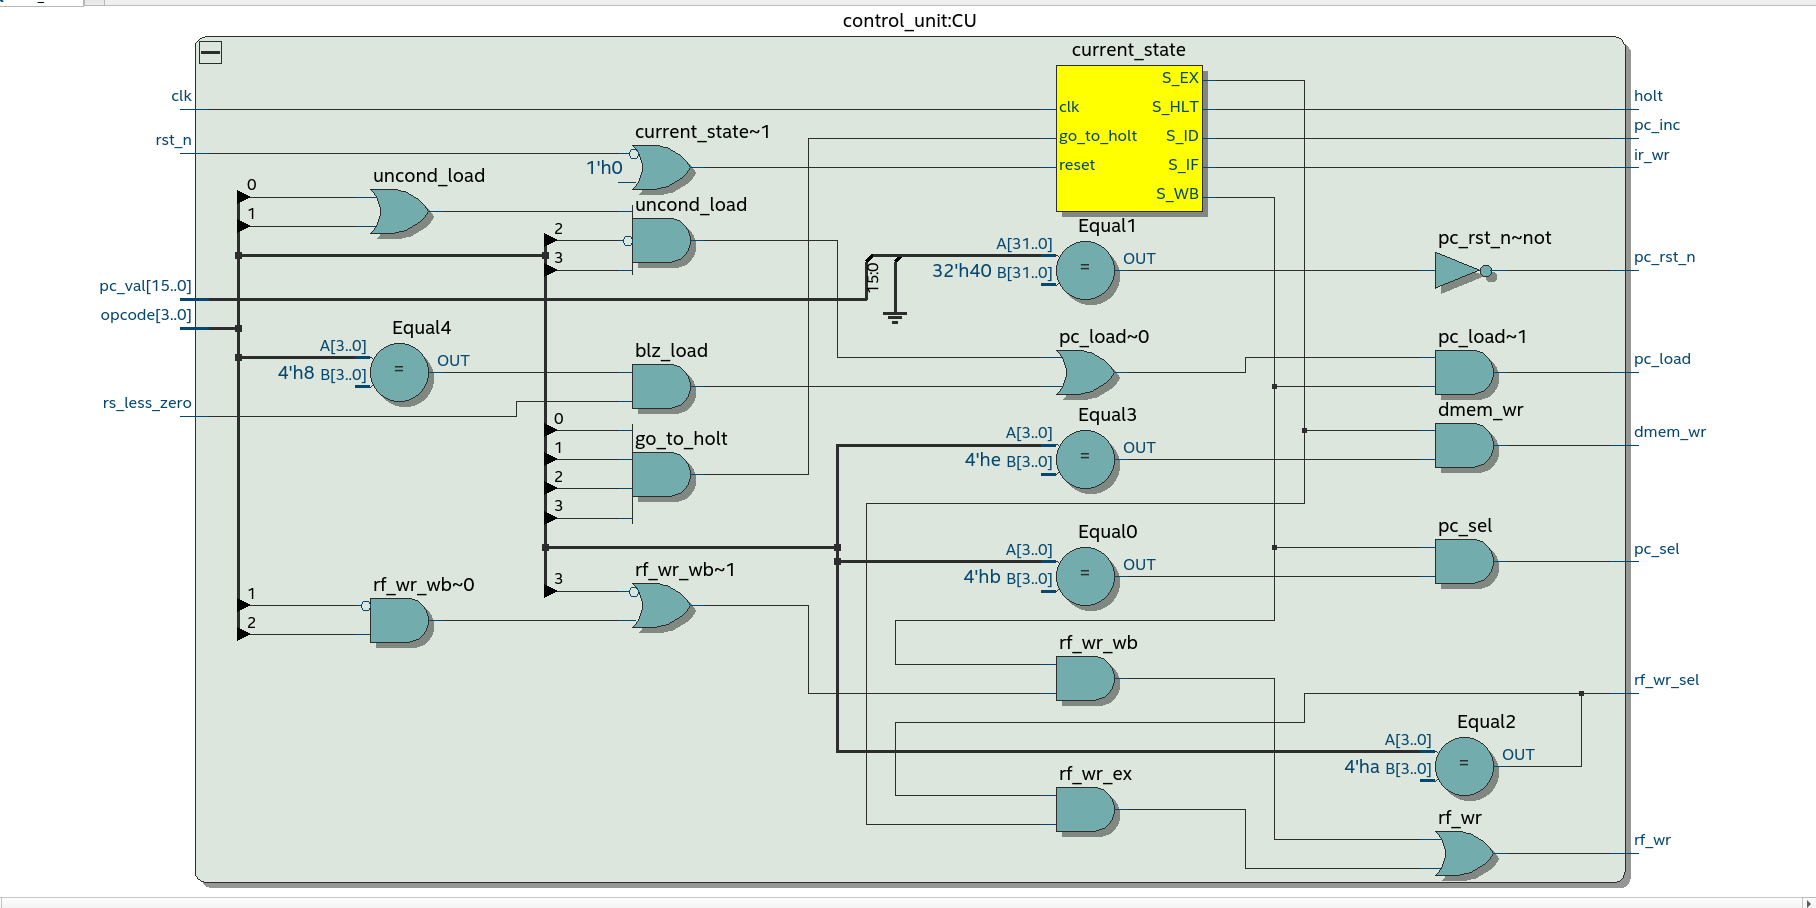 control_unit:CU
current_state
S_EX
clk
clk
S_HLT
holt
pc_inc
rst_n
current_state~1
go_to_holt
S_ID
1'h0
reset
S_IF
ir_wr
uncond_load
0
S_WB
1
uncond_load
2
3
Equal1
A[31..0]
32'h40 B[31..0]
=
OUT
pc_rst_n~not
pc_rst_n
15:0
pc_val[15..0]
opcode[3..0]
Equal4
A[3..0]
4'h8 B[3..0]
=
OUT
blz_load
pc_load~0
pc_load~1
pc_load
rs_less_zero
0
1
2
3
go_to_holt
Equal3
A[3..0]
4'he B[3..0]
=
OUT
dmem_wr
dmem_wr
Equal0
A[3..0]
4'hb B[3..0]
=
OUT
pc_sel
pc_sel
rf_wr_wb~0
1
2
3
rf_wr_wb~1
rf_wr_wb
rf_wr_sel
Equal2
A[3..0]
4'ha B[3..0]
=
OUT
rf_wr_ex
rf_wr
rf_wr